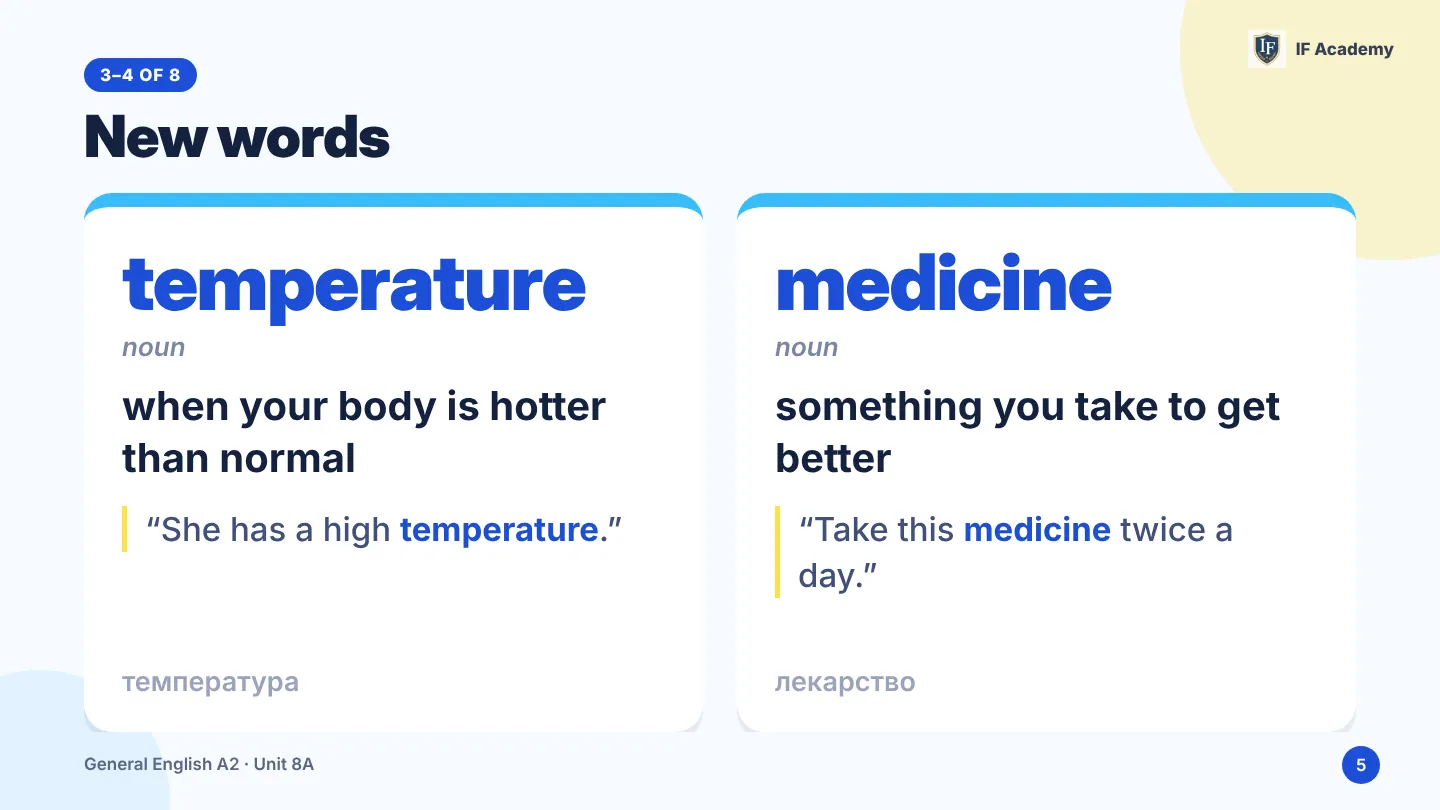 IF
IF Academy
3–4 OF 8
New words
temperature
noun
when your body is hotter
than normal
“She has a high temperature.”
температура
medicine
noun
something you take to get
better
“Take this medicine twice a
day.”
лекарство
General English A2 · Unit 8A
5